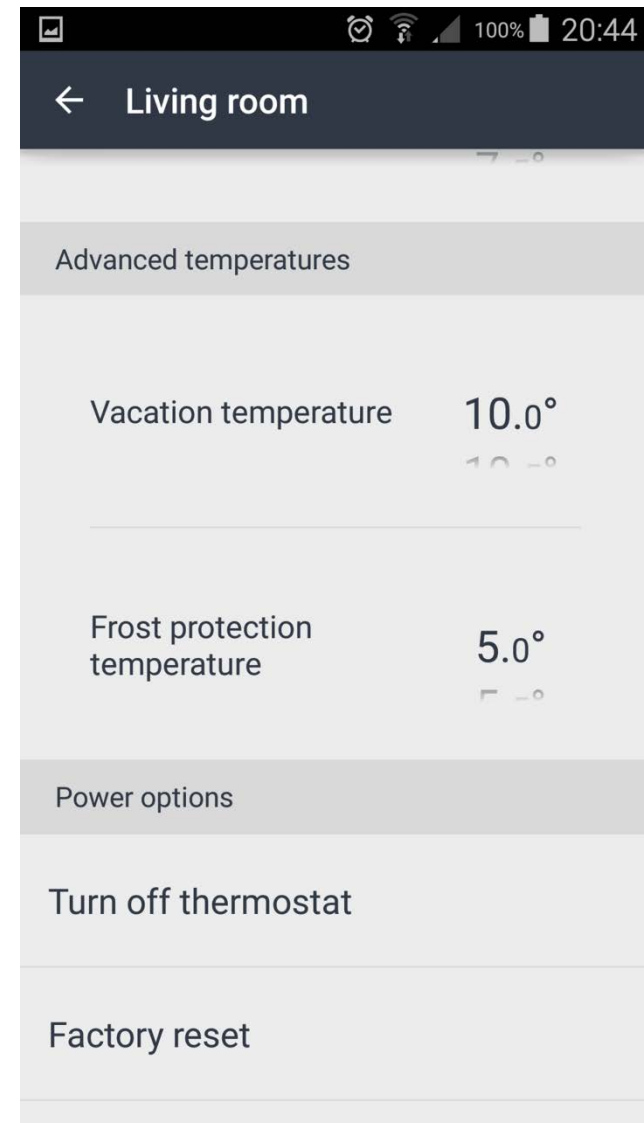 100% 20:44
Living room
Advanced temperatures
Vacation temperature 10.0°
Frost protection
temperature 5.0°
Power options
Turn off thermostat
Factory reset